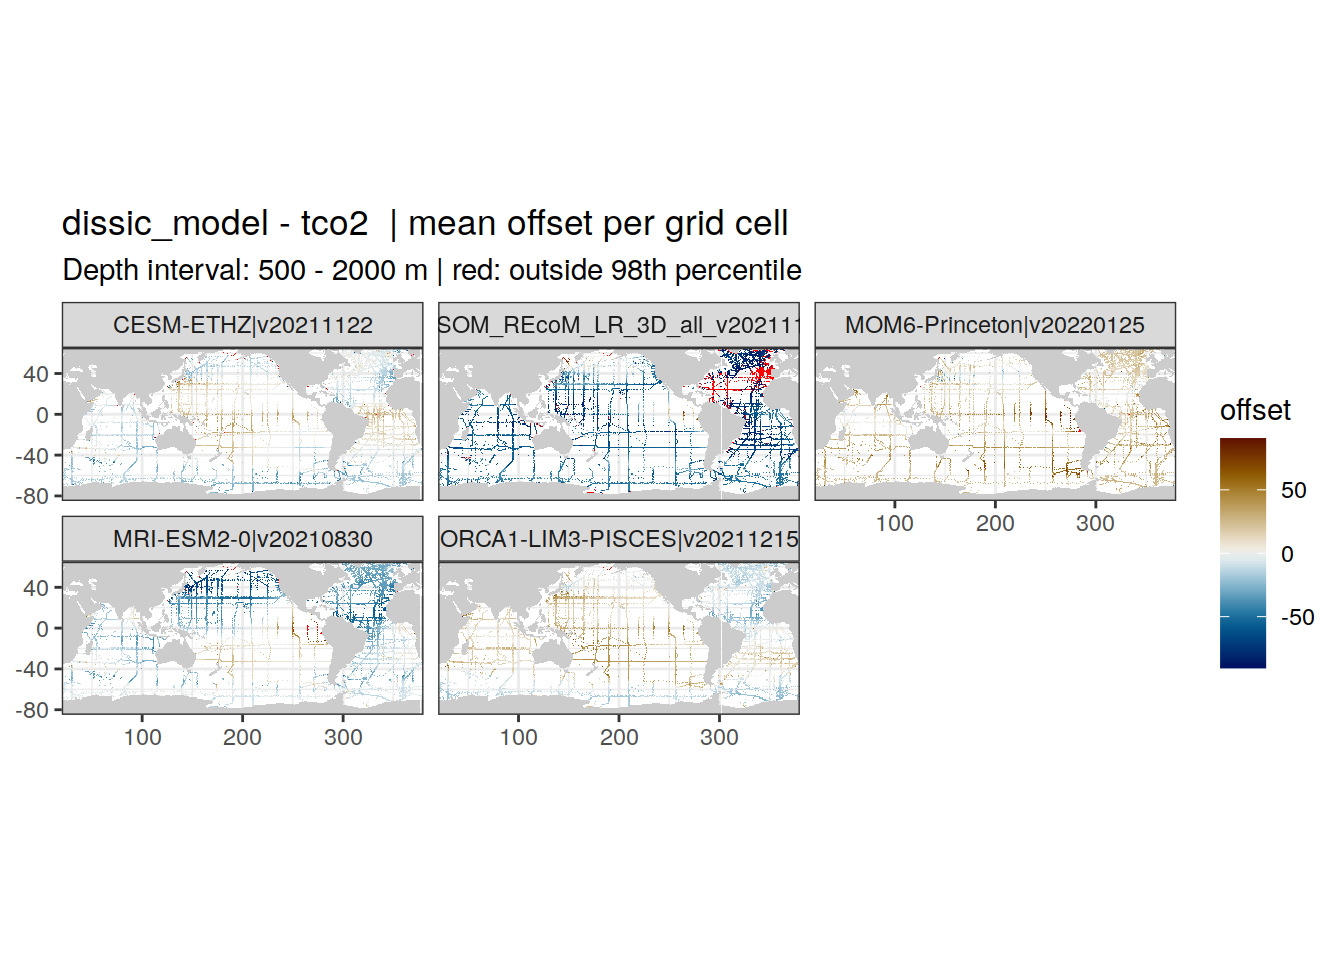 dissic_model - tco2 | mean offset per grid cell
Depth interval: 500 - 2000 m | red: outside 98th percentile
CESM-ETHZ|v20211122
SOM_REcoM_LR_3D_all_v202111
MOM6-Princeton|v20220125
40
0
-40
-80
100
200
300
MRI-ESM2-0|v20210830
ORCA1-LIM3-PISCES|v20211215
40
0
-40
-80
100
200
300
100
200
300
offset
50
0
-50